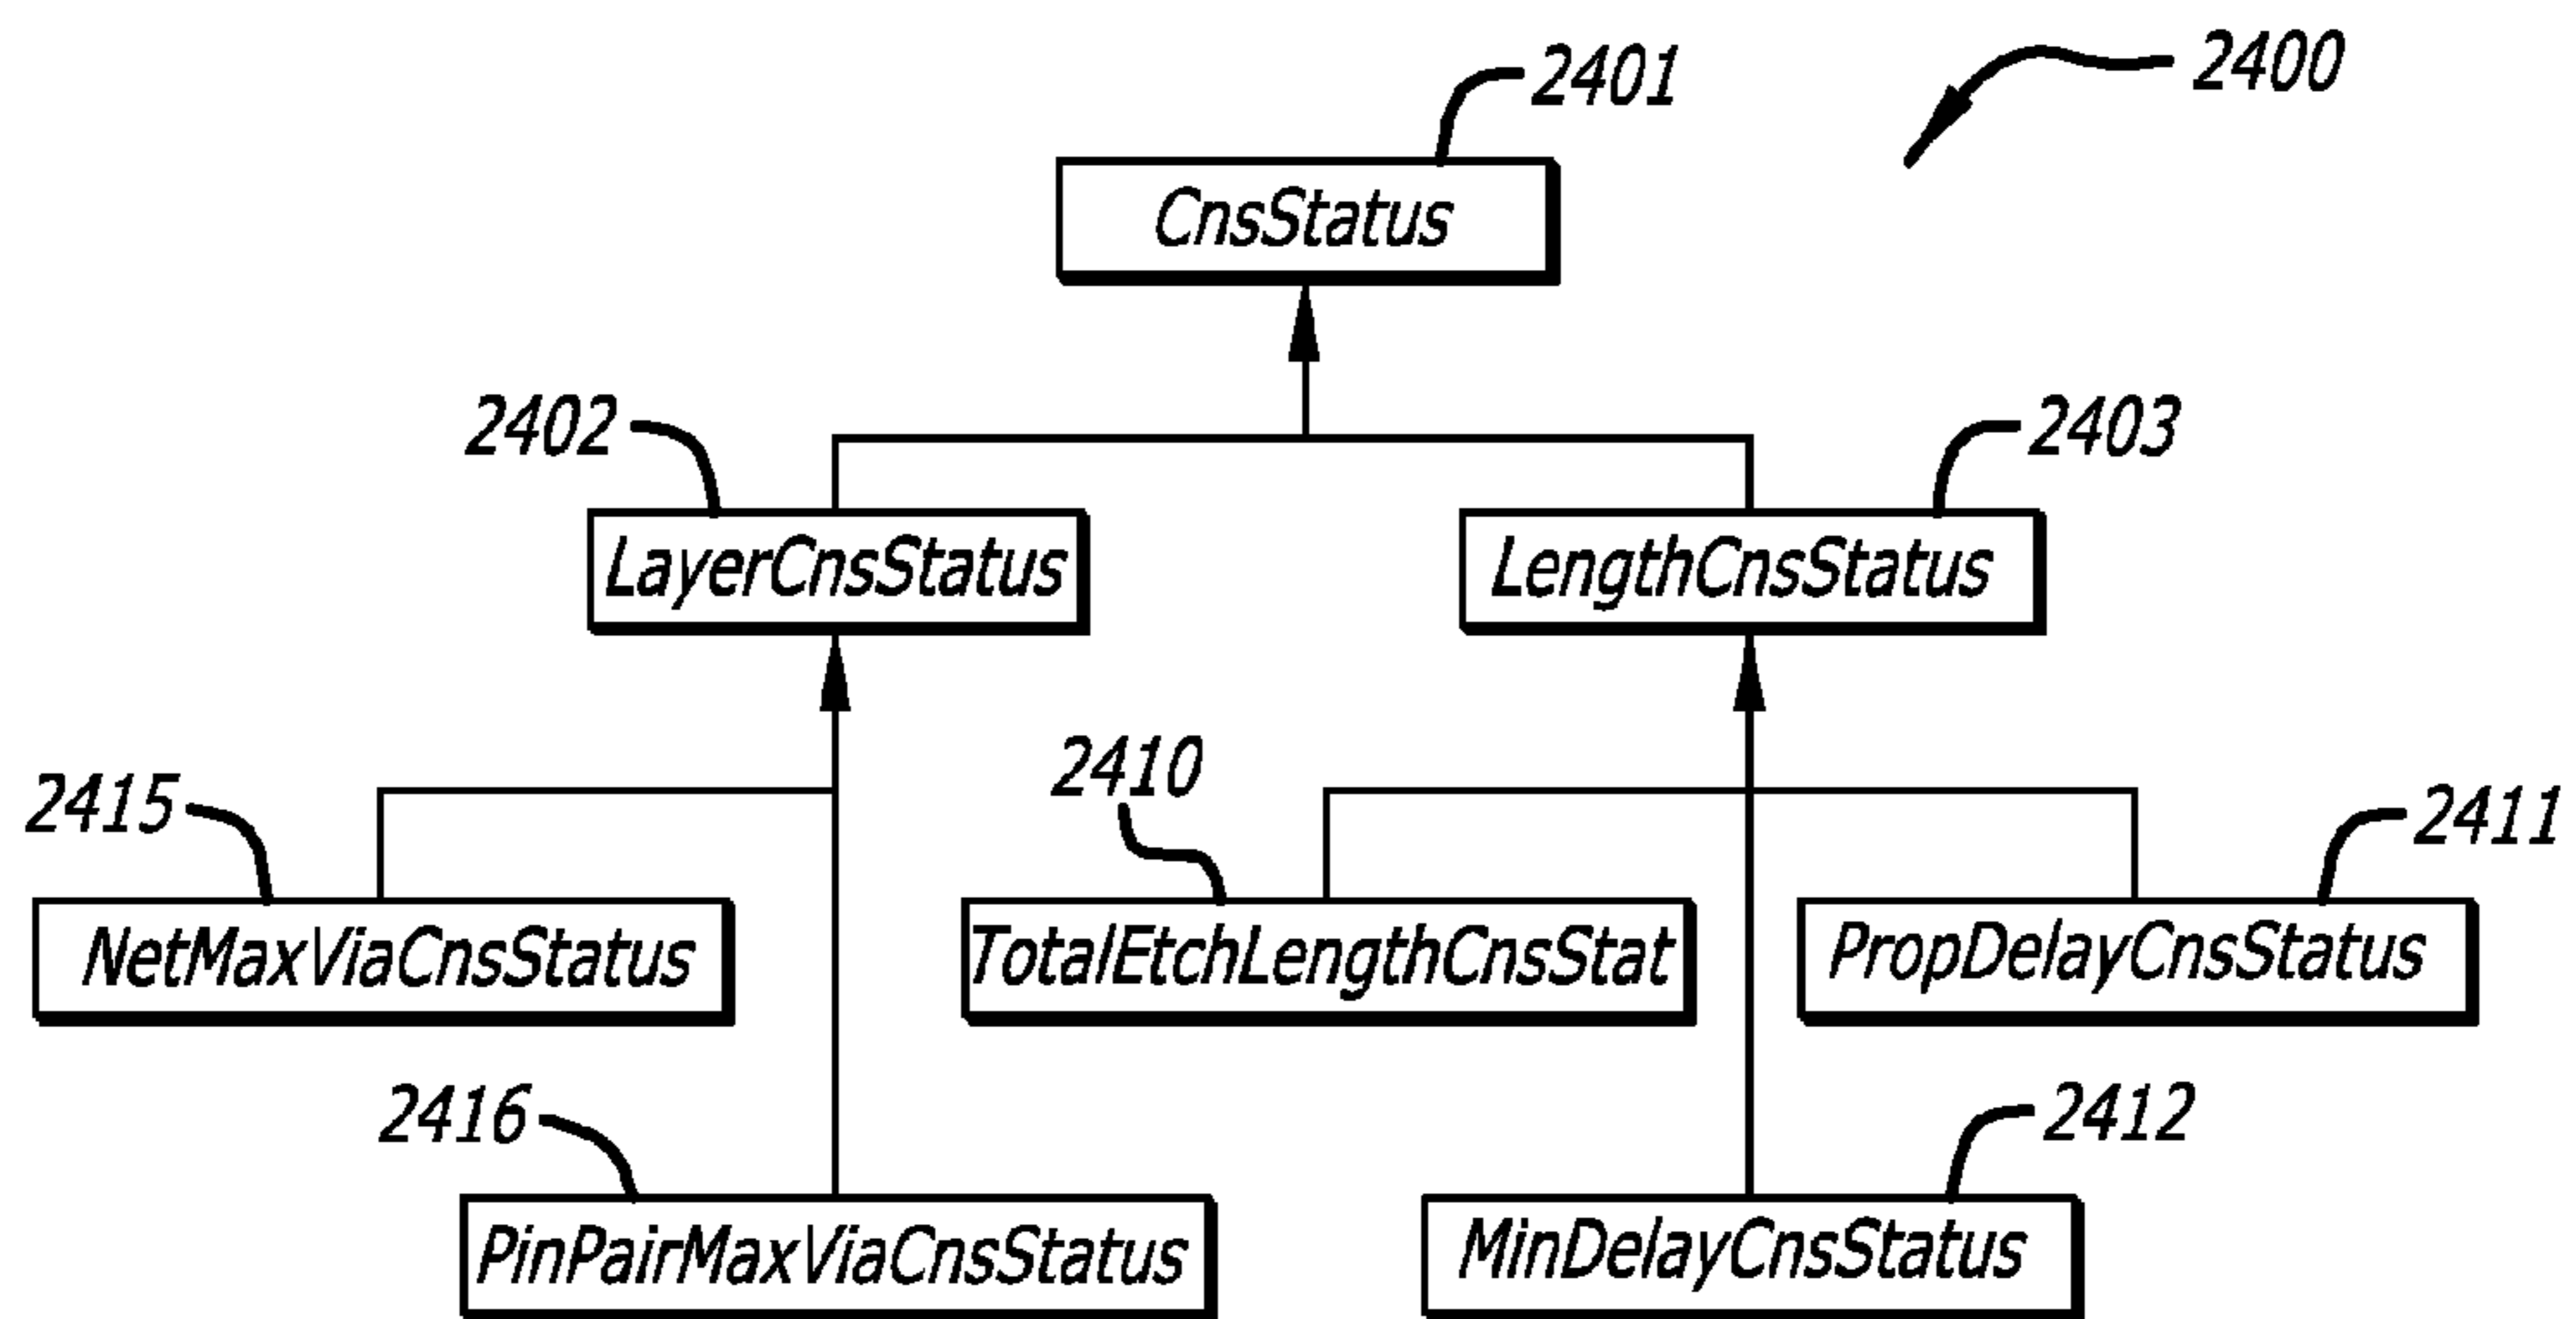 2400
2401
CnsStatus
2402
2403
LayerCnsStatus
LengthCnsStatus
2410
2415
2411
NetMaxViaCnsStatus
TotalEtchLengthCnsStat
PropDelayCnsStatus
2416
2412
PinPairMaxViaCnsStatus
MinDelayCnsStatus